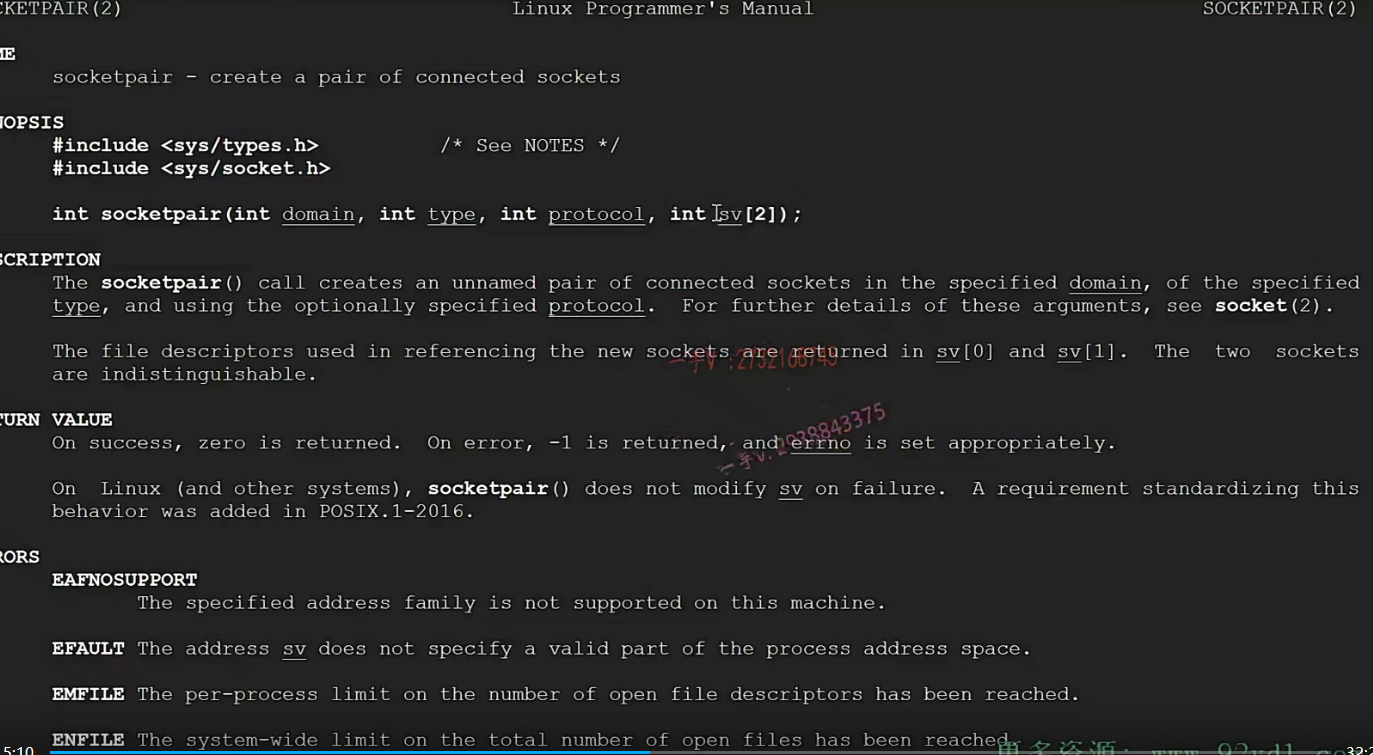 CKETPAIR(2) Linux Programmer's Manual SOCKETPAIR(2)
ME
socketpair - create a pair of connected sockets
NOPSIS
#include <sys/types.h> /* See NOTES */
#include <sys/socket.h>
int socketpair(int domain, int type, int protocol, int sv[2]);
SCRIPTION
The socketpair() call creates an unnamed pair of connected sockets in the specified domain, of the specified
type, and using the optionally specified protocol. For further details of these arguments, see socket(2).
The file descriptors used in referencing the new sockets are returned in sv[0] and sv[1]. The two sockets
are indistinguishable.
一手V:2732166749
TURN VALUE
On success, zero is returned. On error, -1 is returned, and errno is set appropriately.
一手V:2938843375
On Linux (and other systems), socketpair() does not modify sv on failure. A requirement standardizing this
behavior was added in POSIX.1-2016.
RORS
EAFNOSUPPORT
The specified address family is not supported on this machine.
EFAULT The address sv does not specify a valid part of the process address space.
EMFILE The per-process limit on the number of open file descriptors has been reached.
ENFILE The system-wide limit on the total number of open files has been reached
5:10